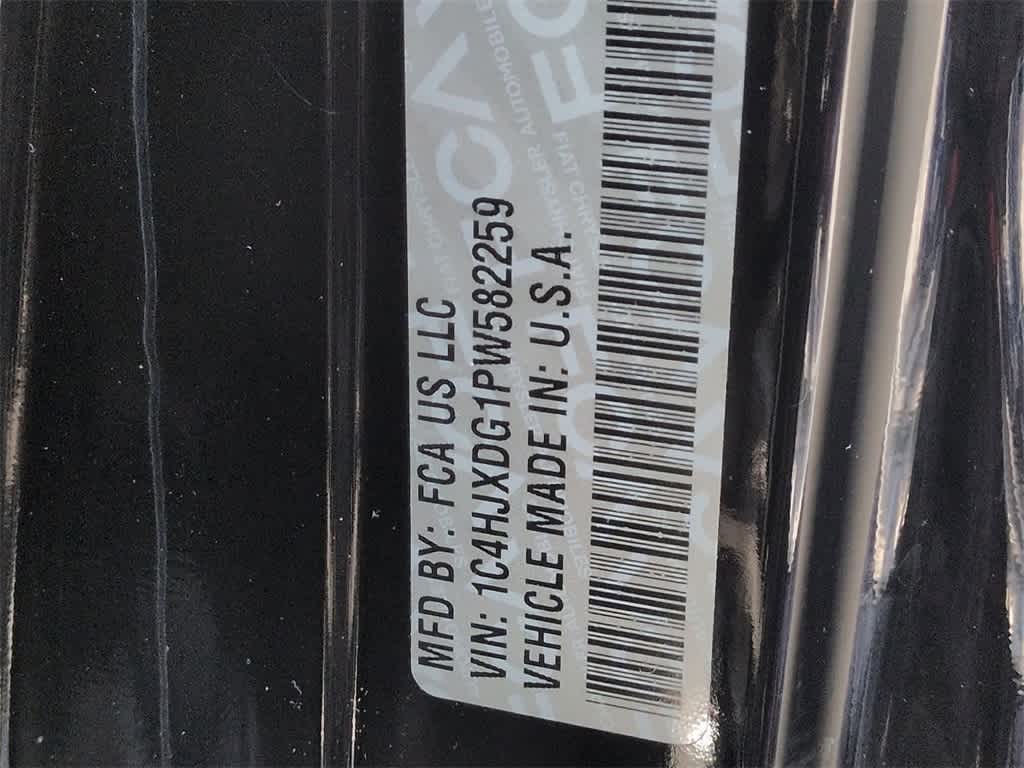 MFD BY: FCA US LLC
VIN: 1C4HJXDG1PW582259
VEHICLE MADE IN: U.S.A.